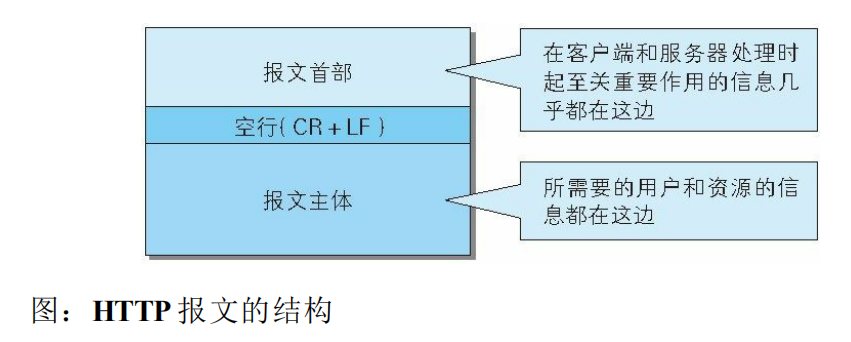 报文首部
在客户端和服务器处理时
起至关重要作用的信息几
乎都在这边
空行(CR+LF)
报文主体
所需要的用户和资源的信
息都在这边
图：HTTP 报文的结构